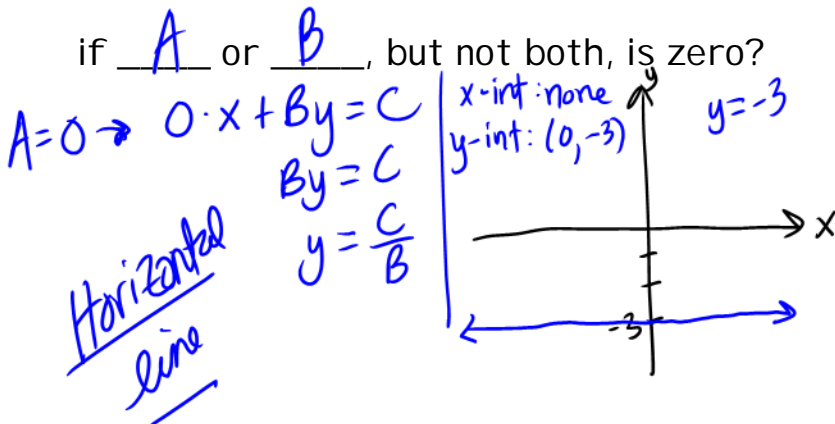 if A or B, but not both, is zero?
A=0→ 0·x+By=C
By=C
y=C/B
Horizontal
line
x-int:none
y-int: (0,-3)
y
y=-3
x
-3